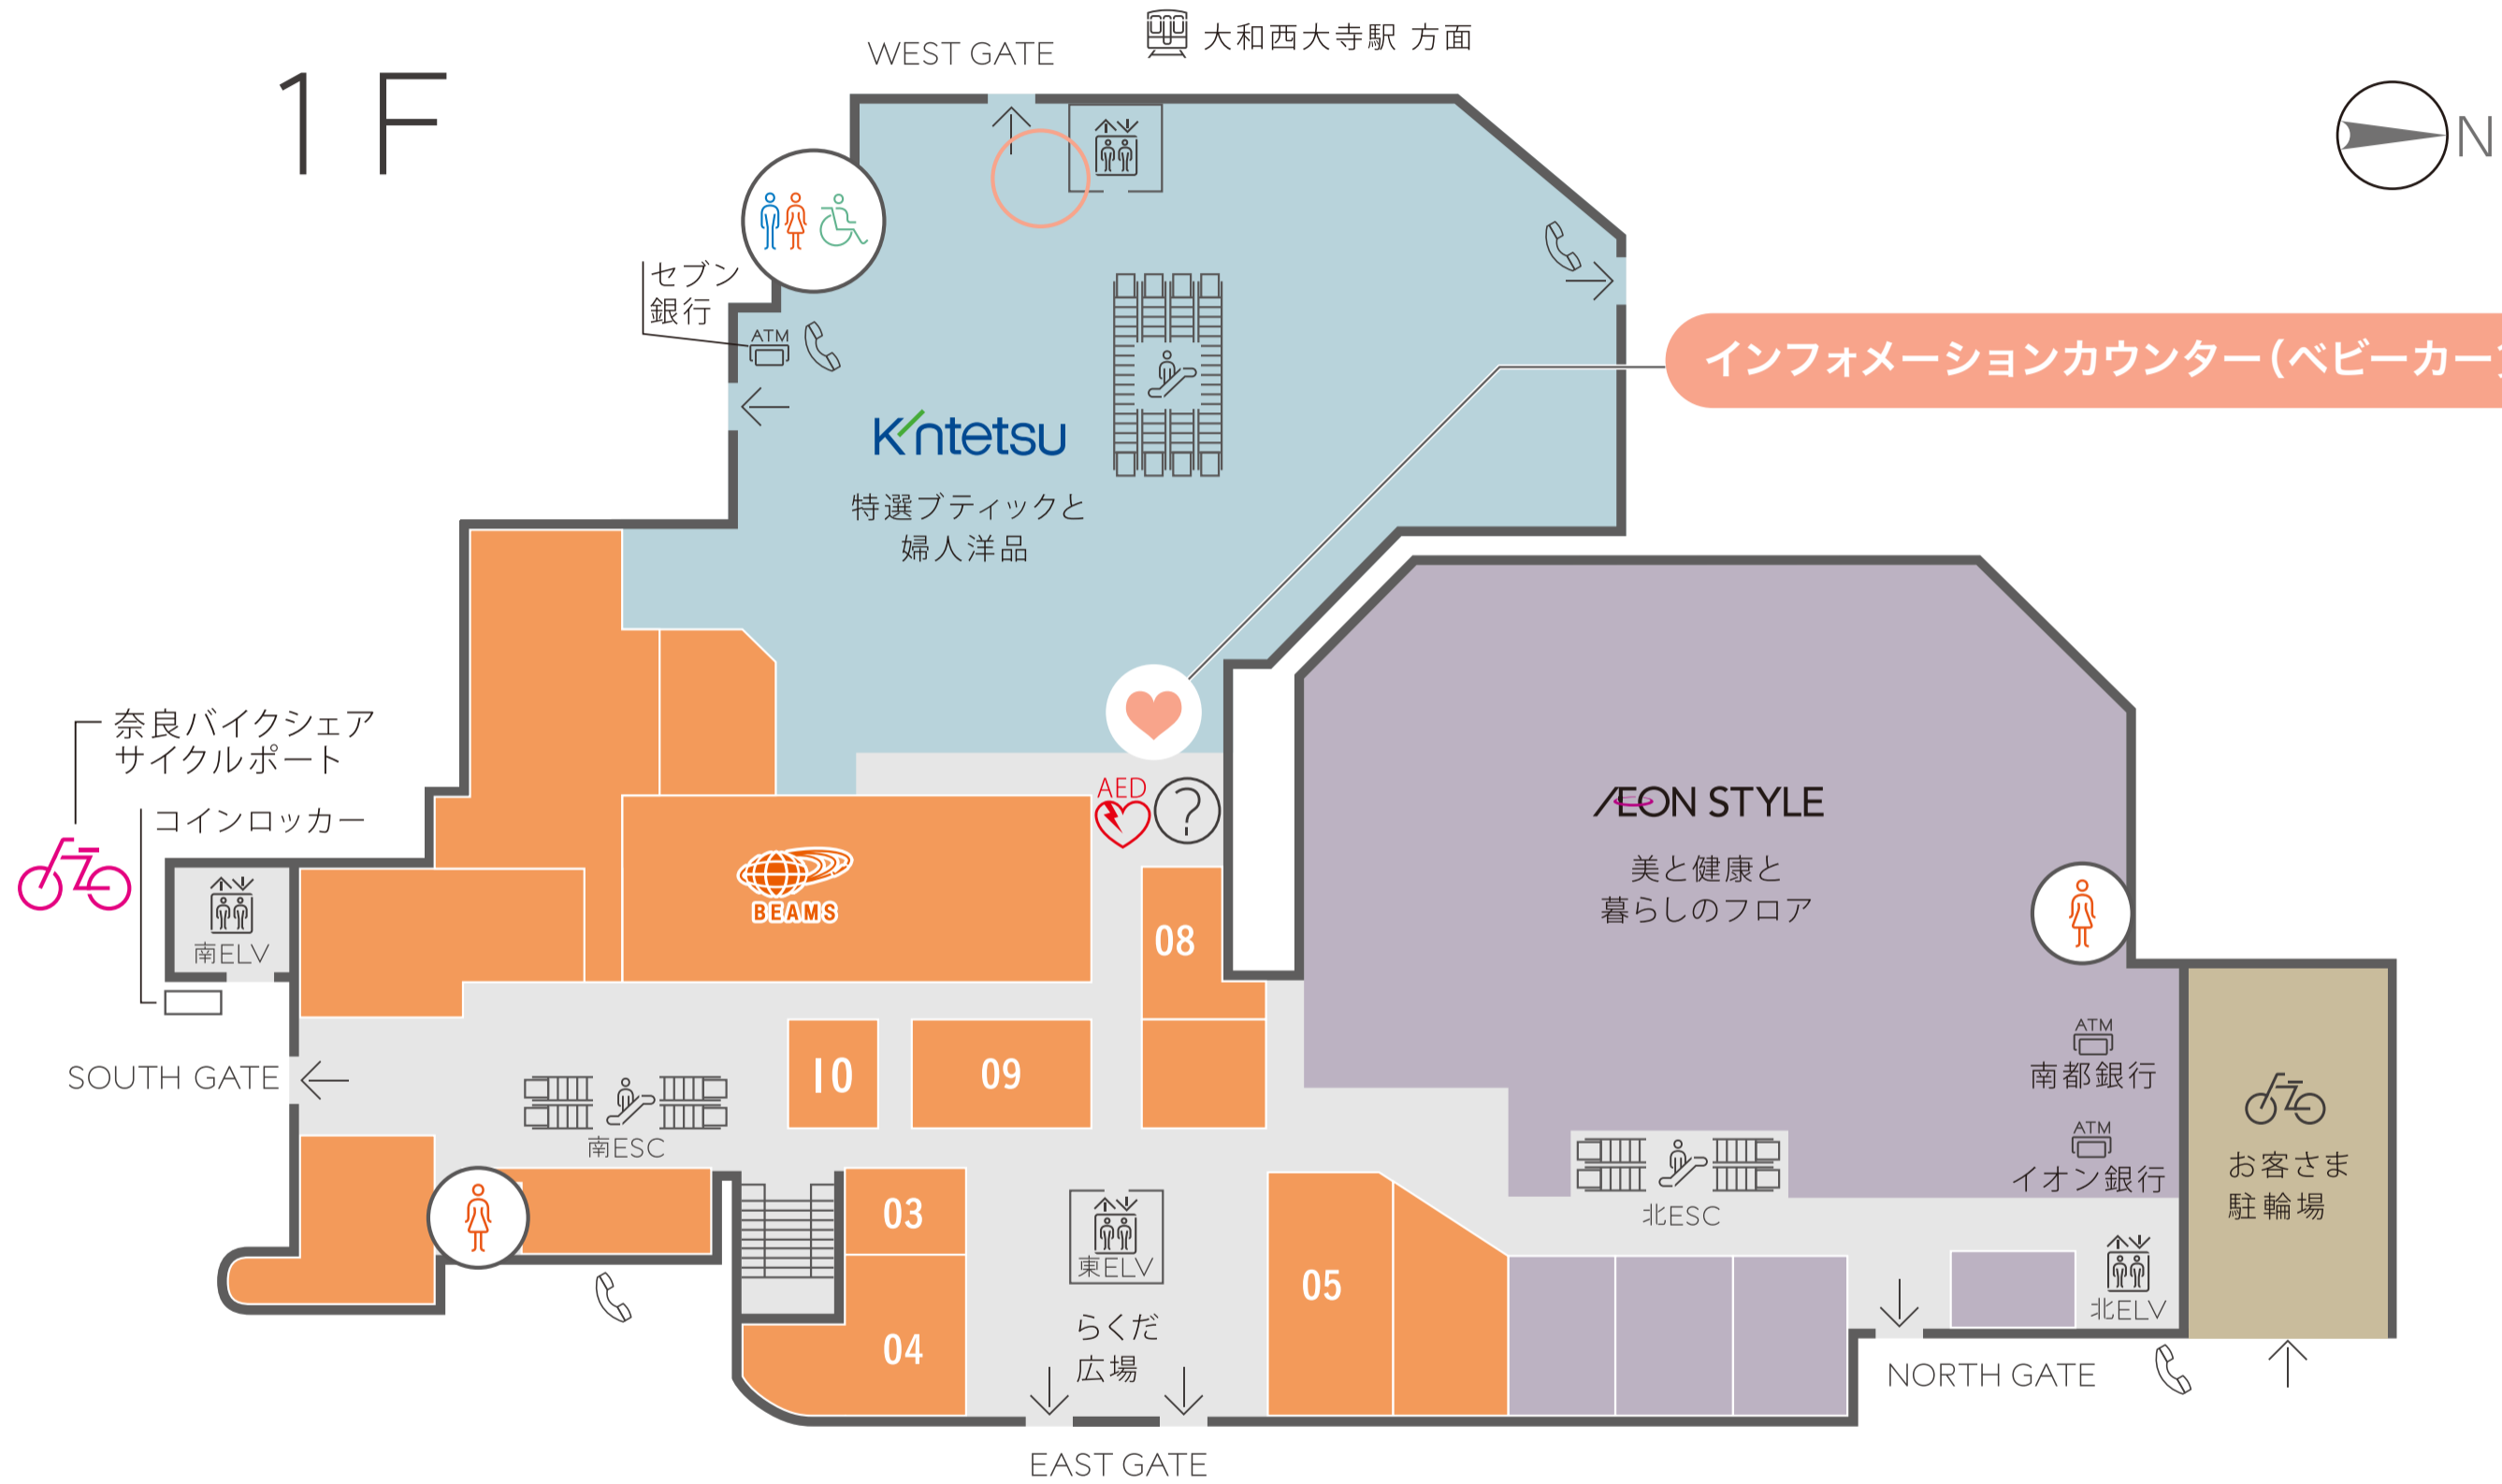 1F
WEST GATE
大和西大寺駅 方面
N
セブン
銀行
ATM
インフォメーションカウンター(ベビーカー
Kintetsu
特選ブティックと
婦人洋品
奈良バイクシェア
サイクルポート
コインロッカー
AED
?
BEAMS
08
ÆON STYLE
美と健康と
暮らしのフロア
南ELV
SOUTH GATE
10
09
南ESC
ATM
南都銀行
ATM
イオン銀行
お客さま
駐輪場
03
04
東ELV
らくだ
広場
05
北ESC
北ELV
NORTH GATE
EAST GATE